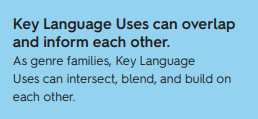 Key Language Uses can overlap
and inform each other.
As genre families, Key Language
Uses can intersect, blend, and build on
each other.